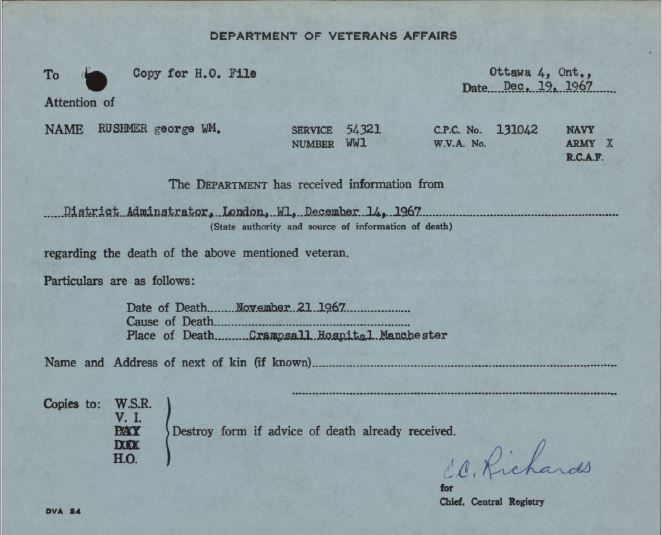 DEPARTMENT OF VETERANS AFFAIRS
To Copy for H.O. File Ottawa 4, Ont.,
Date Dec. 19, 1967
Attention of
NAME RUSHMER george WM. SERVICE 54321 C.P.C. No. 131042 NAVY
NUMBER WW1 W.V.A. No. ARMY X
R.C.A.F.
The DEPARTMENT has received information from
District Adminstrator, London, W1, December 14, 1967
(State authority and source of information of death)
regarding the death of the above mentioned veteran.
Particulars are as follows:
Date of Death November 21 1967
Cause of Death
Place of Death Crampsall Hospital Manchester
Name and Address of next of kin (if known)
Copies to: W.S.R.
V. I.
PAY Destroy form if advice of death already received.
H.O.
E.C. Richards
for
Chief, Central Registry
DVA 24